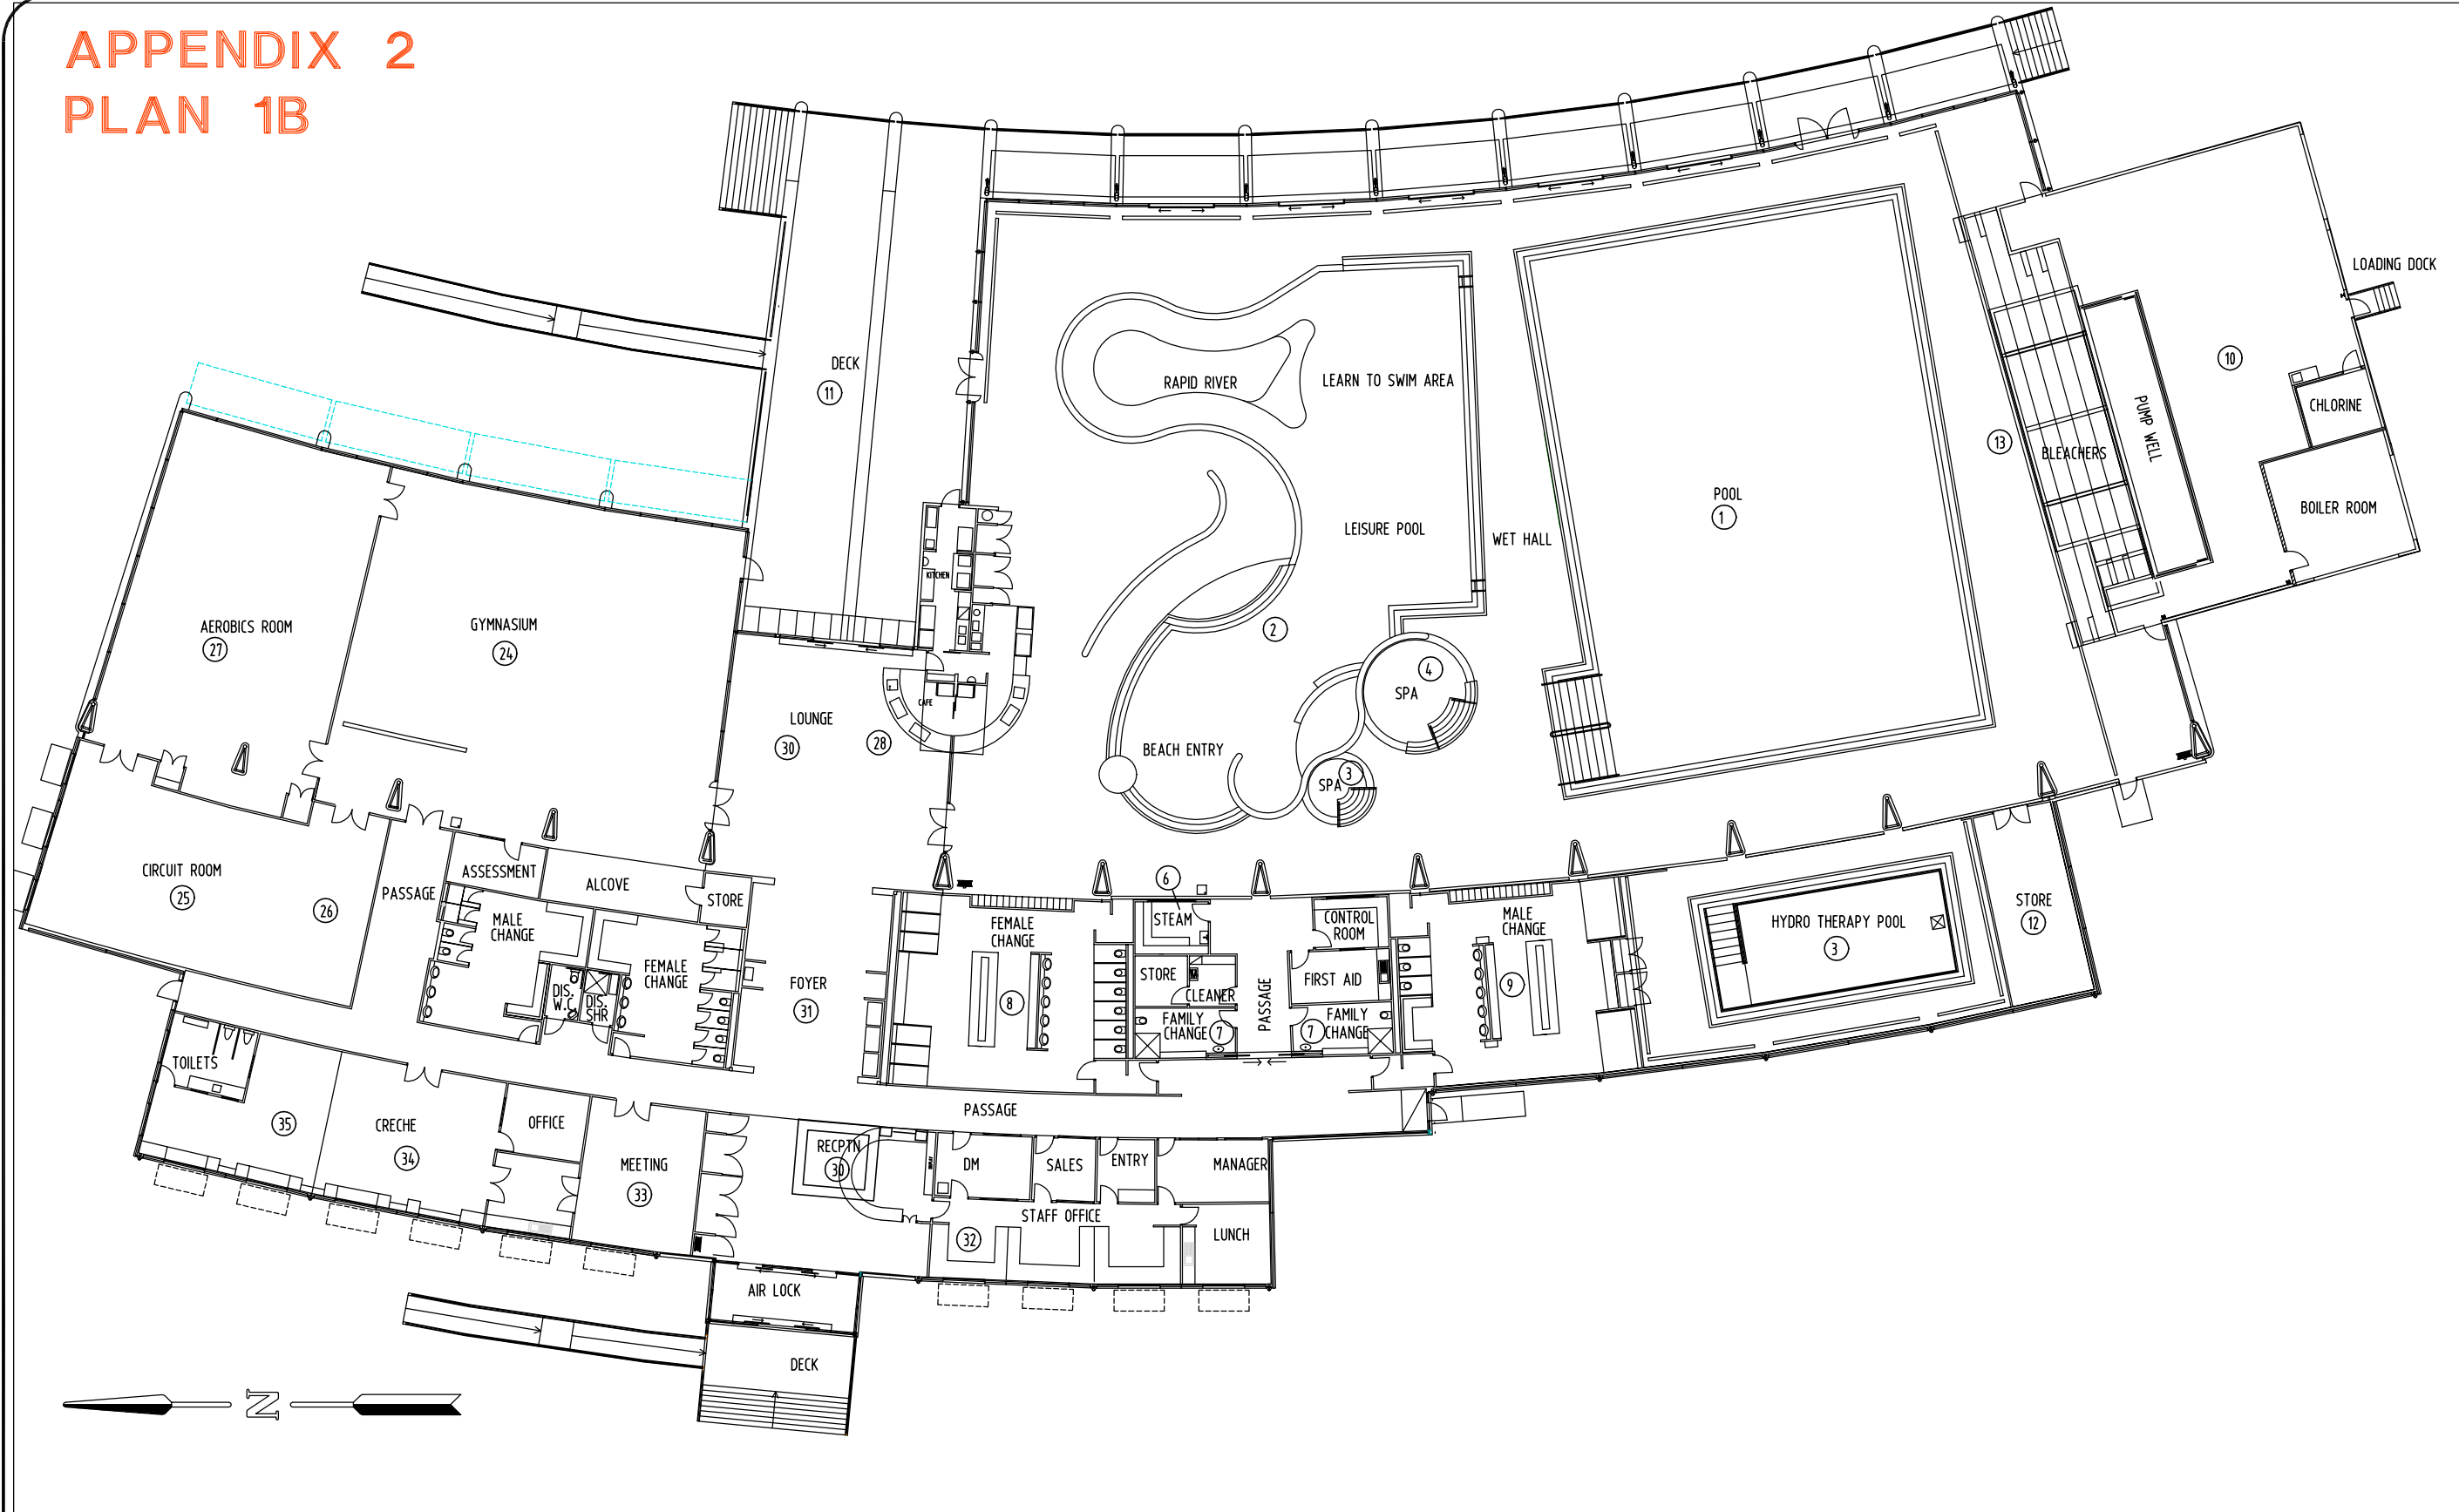 APPENDIX 2
PLAN 1B
LOADING DOCK
DECK
11
RAPID RIVER
LEARN TO SWIM AREA
10
CHLORINE
PUMP WELL
13
BLEACHERS
POOL
1
BOILER ROOM
LEISURE POOL
WET HALL
KITCHEN
AEROBICS ROOM
27
GYMNASIUM
24
2
4
SPA
CAFE
LOUNGE
30
28
BEACH ENTRY
3
SPA
CIRCUIT ROOM
25
26
PASSAGE
ASSESSMENT
ALCOVE
STORE
6
STEAM
MALE
CHANGE
FEMALE
CHANGE
CONTROL
ROOM
MALE
CHANGE
HYDRO THERAPY POOL
3
STORE
12
FEMALE
CHANGE
DIS.
W.C.
DIS.
SHR
FOYER
31
8
STORE
CLEANER
FAMILY
CHANGE
7
PASSAGE
FIRST AID
7
FAMILY
CHANGE
9
TOILETS
35
CRECHE
34
OFFICE
MEETING
33
PASSAGE
RECPTN
30
DM
SALES
ENTRY
MANAGER
STAFF OFFICE
32
LUNCH
AIR LOCK
DECK
N